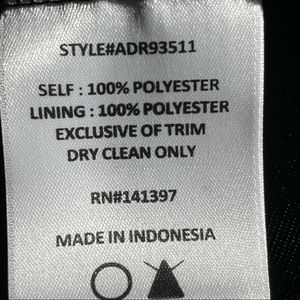 STYLE#ADR93511
SELF : 100% POLYESTER
LINING : 100% POLYESTER
EXCLUSIVE OF TRIM
DRY CLEAN ONLY
RN#141397
MADE IN INDONESIA